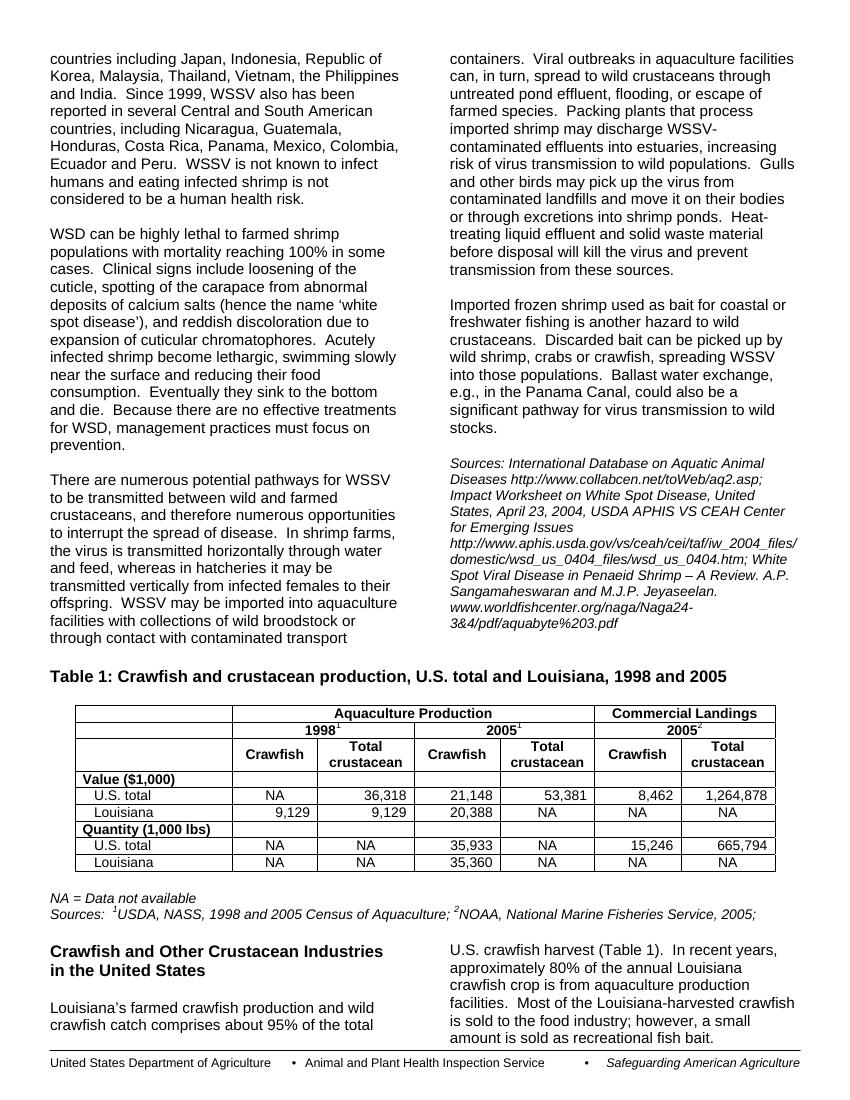 countries including Japan, Indonesia, Republic of
Korea, Malaysia, Thailand, Vietnam, the Philippines
and India.  Since 1999, WSSV also has been
reported in several Central and South American
countries, including Nicaragua, Guatemala,
Honduras, Costa Rica, Panama, Mexico, Colombia,
Ecuador and Peru.  WSSV is not known to infect
humans and eating infected shrimp is not
considered to be a human health risk.
WSD can be highly lethal to farmed shrimp
populations with mortality reaching 100% in some
cases.  Clinical signs include loosening of the
cuticle, spotting of the carapace from abnormal
deposits of calcium salts (hence the name ‘white
spot disease’), and reddish discoloration due to
expansion of cuticular chromatophores.  Acutely
infected shrimp become lethargic, swimming slowly
near the surface and reducing their food
consumption.  Eventually they sink to the bottom
and die.  Because there are no effective treatments
for WSD, management practices must focus on
prevention.
There are numerous potential pathways for WSSV
to be transmitted between wild and farmed
crustaceans, and therefore numerous opportunities
to interrupt the spread of disease.  In shrimp farms,
the virus is transmitted horizontally through water
and feed, whereas in hatcheries it may be
transmitted vertically from infected females to their
offspring.  WSSV may be imported into aquaculture
facilities with collections of wild broodstock or
through contact with contaminated transport
containers.  Viral outbreaks in aquaculture facilities
can, in turn, spread to wild crustaceans through
untreated pond effluent, flooding, or escape of
farmed species.  Packing plants that process
imported shrimp may discharge WSSV-
contaminated effluents into estuaries, increasing
risk of virus transmission to wild populations.  Gulls
and other birds may pick up the virus from
contaminated landfills and move it on their bodies
or through excretions into shrimp ponds.  Heat-
treating liquid effluent and solid waste material
before disposal will kill the virus and prevent
transmission from these sources.
Imported frozen shrimp used as bait for coastal or
freshwater fishing is another hazard to wild
crustaceans.  Discarded bait can be picked up by
wild shrimp, crabs or crawfish, spreading WSSV
into those populations.  Ballast water exchange,
e.g., in the Panama Canal, could also be a
significant pathway for virus transmission to wild
stocks.
Sources: International Database on Aquatic Animal
Diseases http://www.collabcen.net/toWeb/aq2.asp;
Impact Worksheet on White Spot Disease, United
States, April 23, 2004, USDA APHIS VS CEAH Center
for Emerging Issues
http://www.aphis.usda.gov/vs/ceah/cei/taf/iw_2004_files/
domestic/wsd_us_0404_files/wsd_us_0404.htm; White
Spot Viral Disease in Penaeid Shrimp – A Review. A.P.
Sangamaheswaran and M.J.P. Jeyaseelan.
www.worldfishcenter.org/naga/Naga24-
3&4/pdf/aquabyte%203.pdf
Table 1: Crawfish and crustacean production, U.S. total and Louisiana, 1998 and 2005
Aquaculture Production Commercial Landings
1998¹ 2005¹ 2005²
Crawfish Total crustacean Crawfish Total crustacean Crawfish Total crustacean
Value ($1,000)
U.S. total NA 36,318 21,148 53,381 8,462 1,264,878
Louisiana 9,129 9,129 20,388 NA NA NA
Quantity (1,000 lbs)
U.S. total NA NA 35,933 NA 15,246 665,794
Louisiana NA NA 35,360 NA NA NA
NA = Data not available
Sources:  ¹USDA, NASS, 1998 and 2005 Census of Aquaculture; ²NOAA, National Marine Fisheries Service, 2005;
Crawfish and Other Crustacean Industries
in the United States
Louisiana’s farmed crawfish production and wild
crawfish catch comprises about 95% of the total
U.S. crawfish harvest (Table 1).  In recent years,
approximately 80% of the annual Louisiana
crawfish crop is from aquaculture production
facilities.  Most of the Louisiana-harvested crawfish
is sold to the food industry; however, a small
amount is sold as recreational fish bait.
United States Department of Agriculture • Animal and Plant Health Inspection Service • Safeguarding American Agriculture